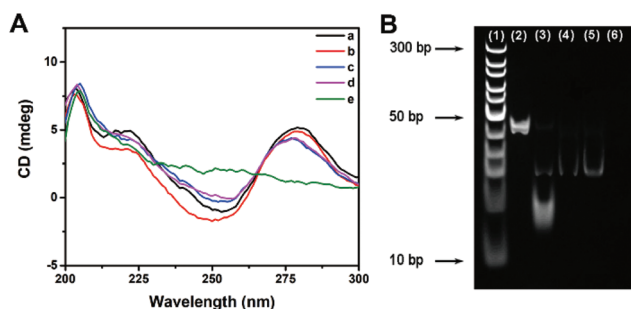 A
a
b
c
d
e
CD (mdeg)
10
5
0
-5
200 225 250 275 300
Wavelength (nm)
B
(1) (2) (3) (4) (5) (6)
300 bp
50 bp
10 bp